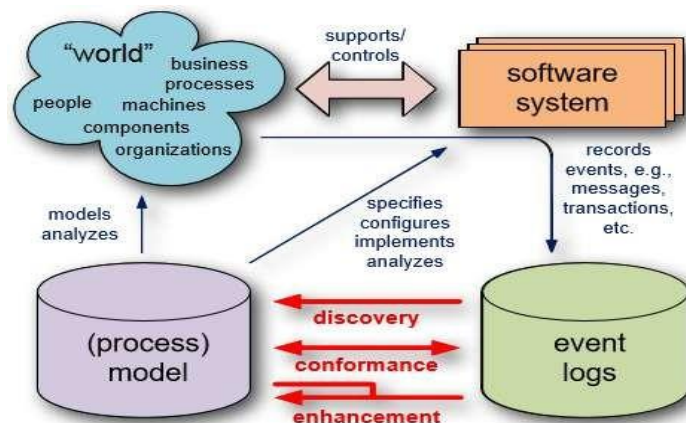 “world”
business
processes
people
machines
components
organizations
supports/
controls
software
system
records
events, e.g.,
messages,
transactions,
etc.
models
analyzes
specifies
configures
implements
analyzes
(process)
model
discovery
conformance
enhancement
event
logs